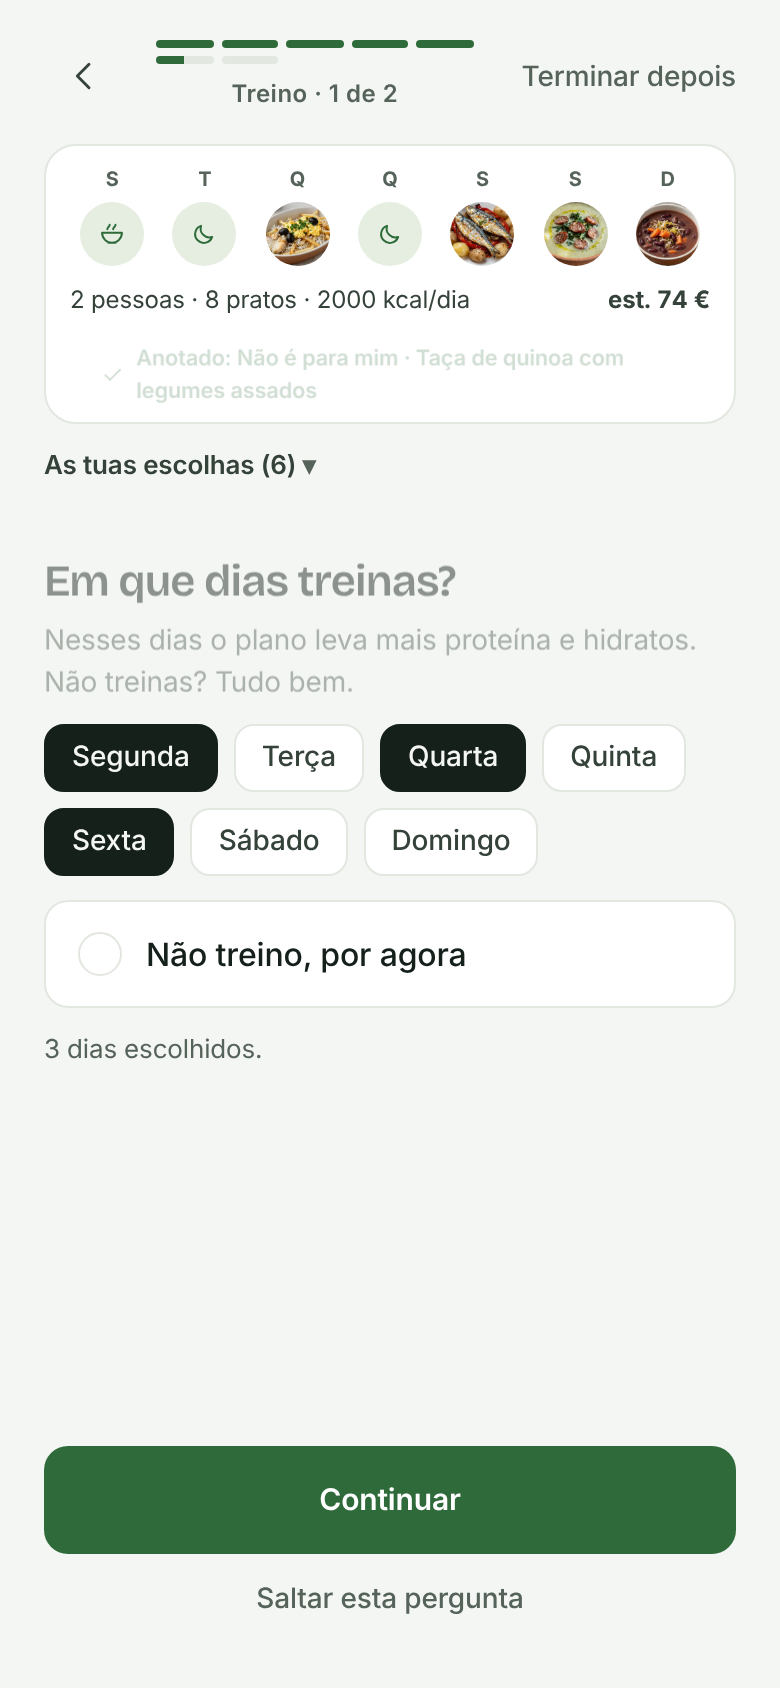 Treino · 1 de 2
Terminar depois
S T Q Q S S D
2 pessoas · 8 pratos · 2000 kcal/dia est. 74 €
Anotado: Não é para mim · Taça de quinoa com
legumes assados
As tuas escolhas (6) ▾
Em que dias treinas?
Nesses dias o plano leva mais proteína e hidratos.
Não treinas? Tudo bem.
Segunda Terça Quarta Quinta
Sexta Sábado Domingo
Não treino, por agora
3 dias escolhidos.
Continuar
Saltar esta pergunta